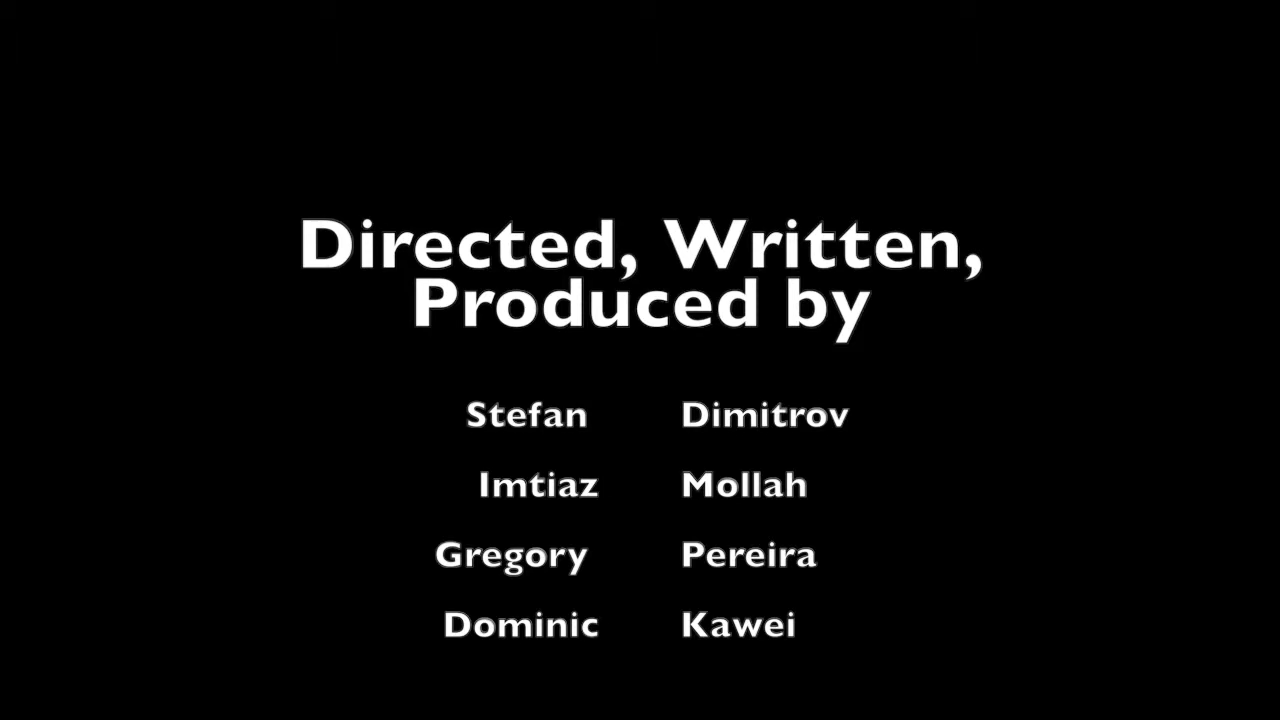 Directed, Written,
Produced by
Stefan Dimitrov
Imtiaz Mollah
Gregory Pereira
Dominic Kawei